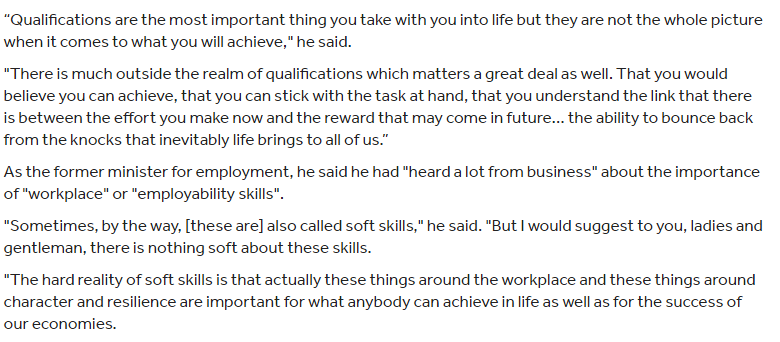 "Qualifications are the most important thing you take with you into life but they are not the whole picture
when it comes to what you will achieve," he said.
"There is much outside the realm of qualifications which matters a great deal as well. That you would
believe you can achieve, that you can stick with the task at hand, that you understand the link that there
is between the effort you make now and the reward that may come in future... the ability to bounce back
from the knocks that inevitably life brings to all of us."
As the former minister for employment, he said he had "heard a lot from business" about the importance
of "workplace" or "employability skills".
"Sometimes, by the way, [these are] also called soft skills," he said. "But I would suggest to you, ladies and
gentleman, there is nothing soft about these skills.
"The hard reality of soft skills is that actually these things around the workplace and these things around
character and resilience are important for what anybody can achieve in life as well as for the success of
our economies.